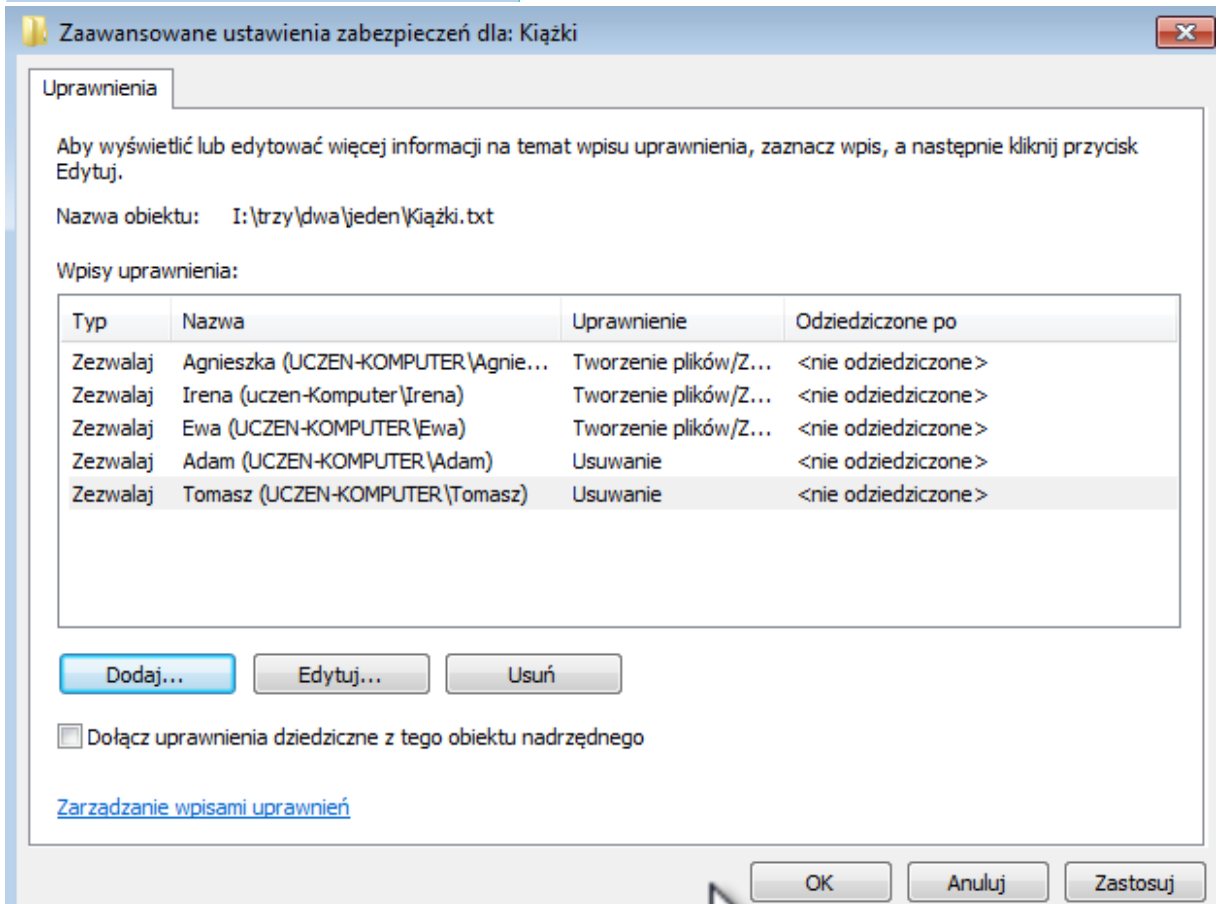 Zaawansowane ustawienia zabezpieczeń dla: Kiążki
Uprawnienia
Aby wyświetlić lub edytować więcej informacji na temat wpisu uprawnienia, zaznacz wpis, a następnie kliknij przycisk
Edytuj.
Nazwa obiektu: I:\trzy\dwa\jeden\Kiążki.txt
Wpisy uprawnienia:
Typ Nazwa Uprawnienie Odziedziczone po
Zezwalaj Agnieszka (UCZEN-KOMPUTER\Agnie... Tworzenie plików/Z... <nie odziedziczone>
Zezwalaj Irena (uczen-Komputer\Irena) Tworzenie plików/Z... <nie odziedziczone>
Zezwalaj Ewa (UCZEN-KOMPUTER\Ewa) Tworzenie plików/Z... <nie odziedziczone>
Zezwalaj Adam (UCZEN-KOMPUTER\Adam) Usuwanie <nie odziedziczone>
Zezwalaj Tomasz (UCZEN-KOMPUTER\Tomasz) Usuwanie <nie odziedziczone>
Dodaj... Edytuj... Usuń
Dołącz uprawnienia dziedziczne z tego obiektu nadrzędnego
Zarządzanie wpisami uprawnień
OK Anuluj Zastosuj